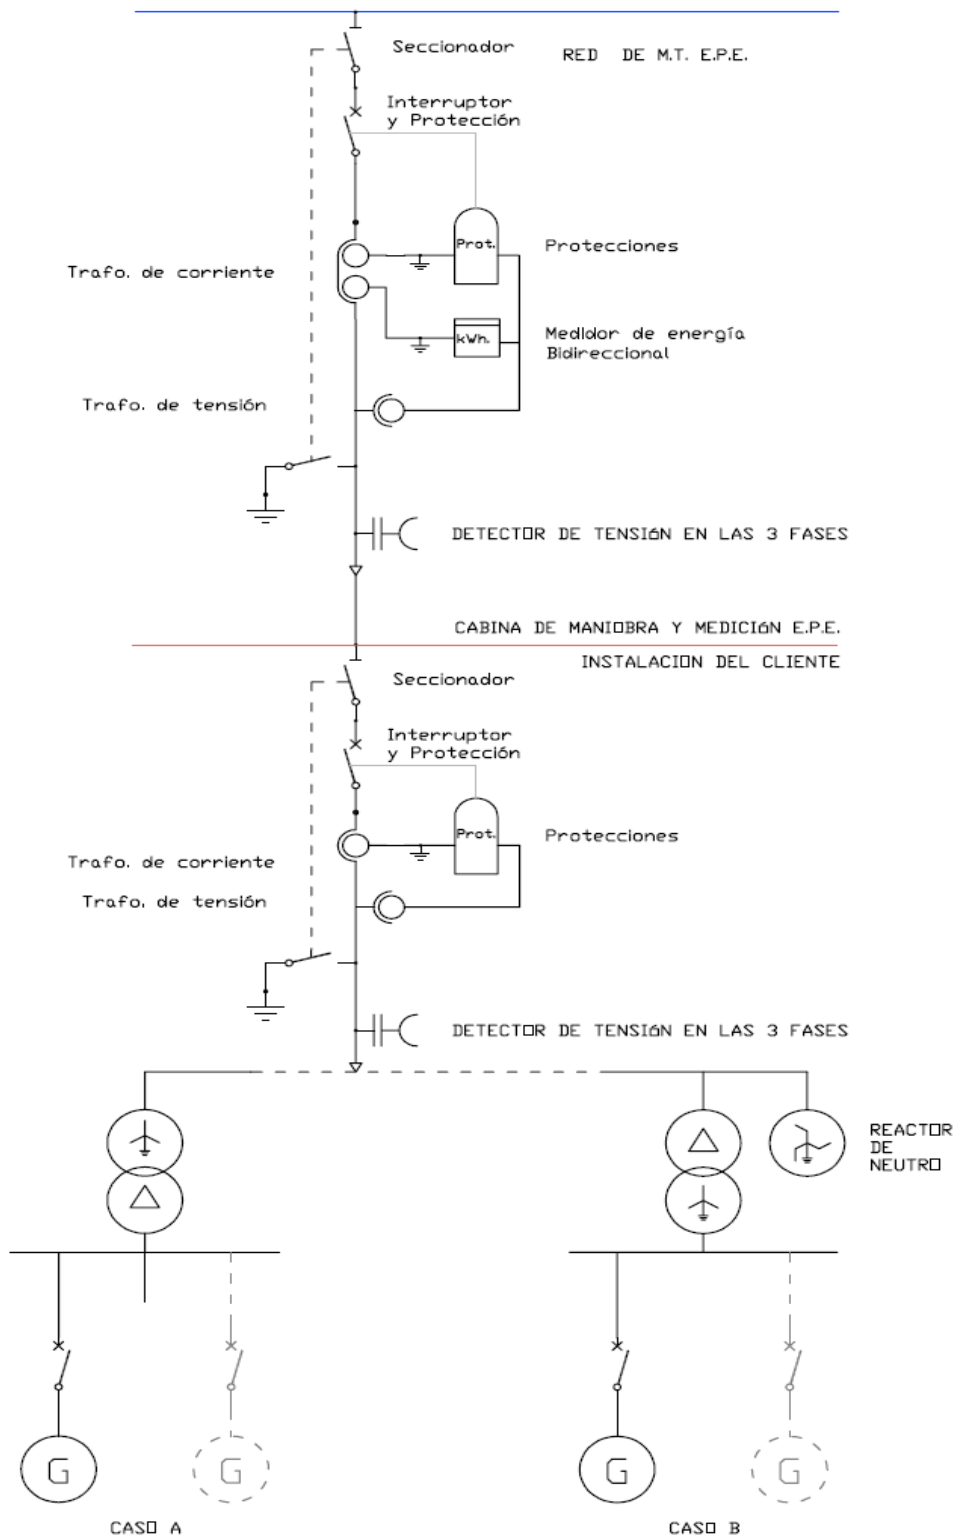 Seccionador
RED DE M.T. E.P.E.
Interruptor
y Protección
Prot.
Protecciones
Trafo. de corriente
kWh.
Medidor de energía
Bidireccional
Trafo. de tensión
DETECTOR DE TENSIóN EN LAS 3 FASES
CABINA DE MANIOBRA Y MEDICIóN E.P.E.
INSTALACION DEL CLIENTE
Seccionador
Interruptor
y Protección
Prot.
Protecciones
Trafo. de corriente
Trafo. de tensión
DETECTOR DE TENSIóN EN LAS 3 FASES
REACTOR
DE
NEUTRO
G
G
G
G
CASO A
CASO B